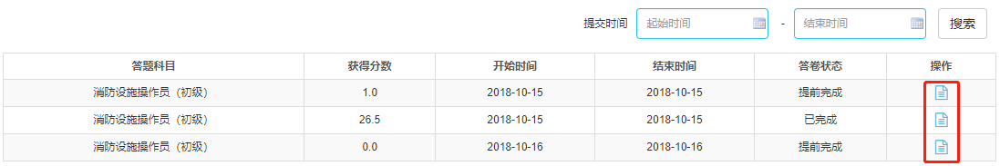 提交时间 起始时间 - 结束时间 搜索
答题科目 获得分数 开始时间 结束时间 答卷状态 操作
消防设施操作员（初级） 1.0 2018-10-15 2018-10-15 提前完成
消防设施操作员（初级） 26.5 2018-10-15 2018-10-15 已完成
消防设施操作员（初级） 0.0 2018-10-16 2018-10-16 提前完成